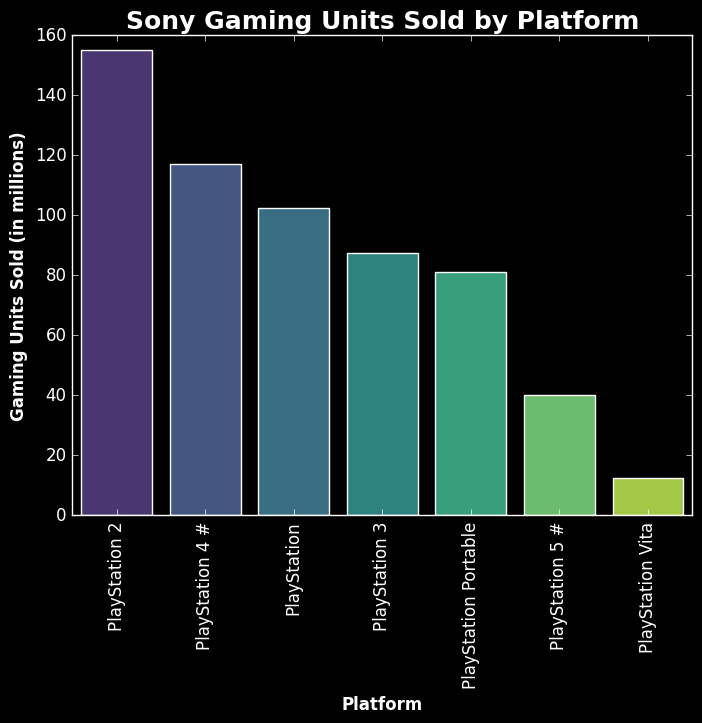 Sony Gaming Units Sold by Platform
Gaming Units Sold (in millions)
160
140
120
100
80
60
40
20
0
PlayStation 2
PlayStation 4 #
PlayStation
PlayStation 3
PlayStation Portable
PlayStation 5 #
PlayStation Vita
Platform